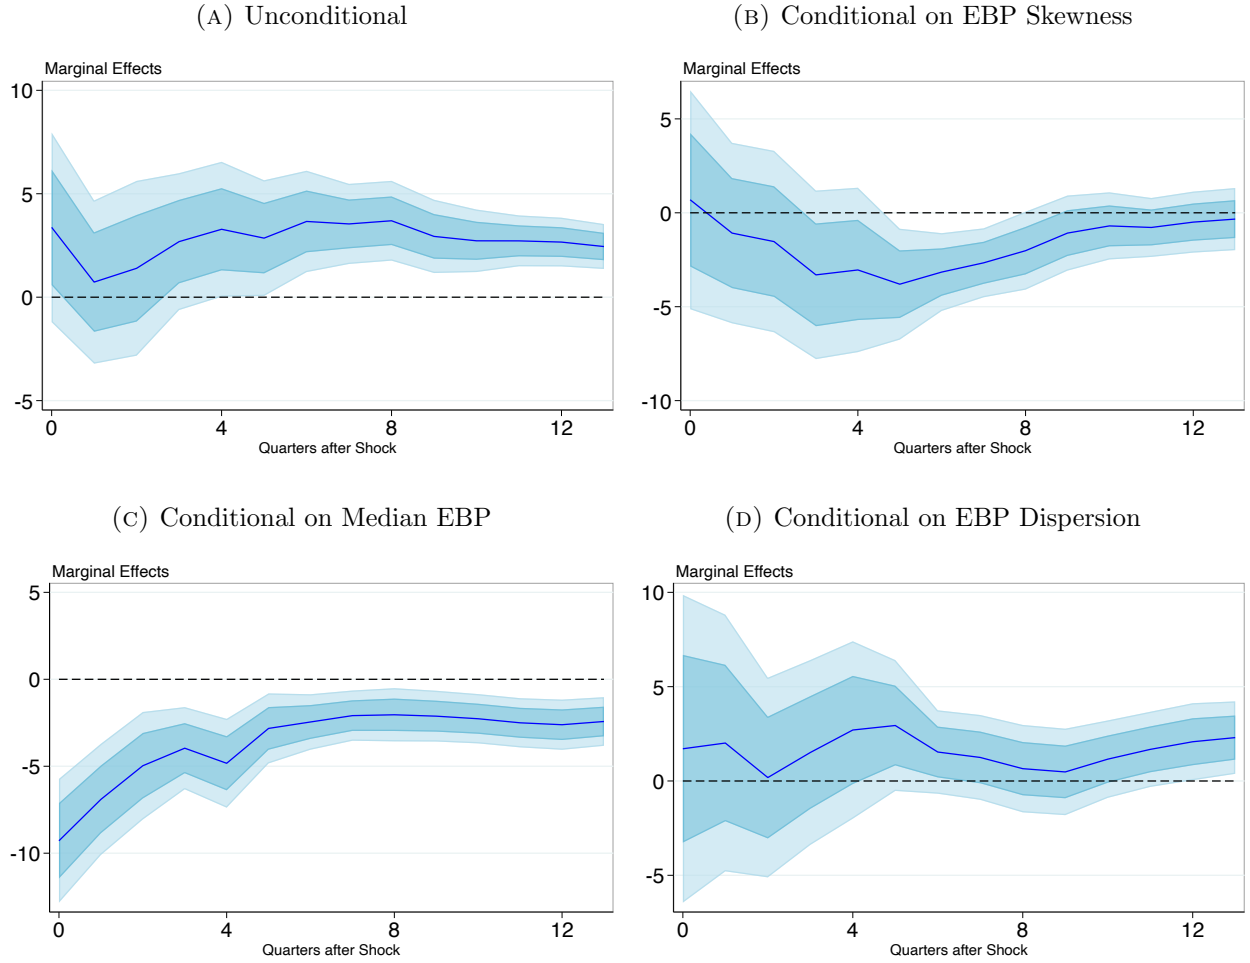 (A) Unconditional
Marginal Effects
10
5
0
-5
0 4 8 12
Quarters after Shock
(B) Conditional on EBP Skewness
Marginal Effects
5
0
-5
-10
0 4 8 12
Quarters after Shock
(C) Conditional on Median EBP
Marginal Effects
5
0
-5
-10
0 4 8 12
Quarters after Shock
(D) Conditional on EBP Dispersion
Marginal Effects
10
5
0
-5
0 4 8 12
Quarters after Shock